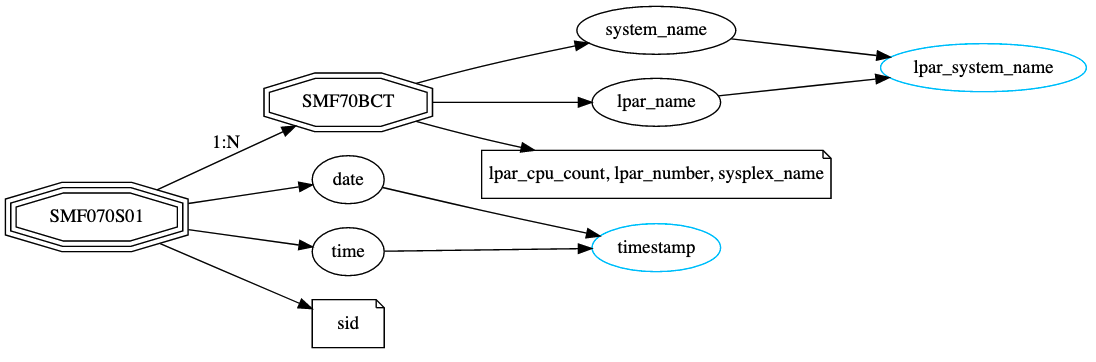 system_name
lpar_system_name
SMF70BCT
lpar_name
1:N
lpar_cpu_count, lpar_number, sysplex_name
date
SMF070S01
timestamp
time
sid